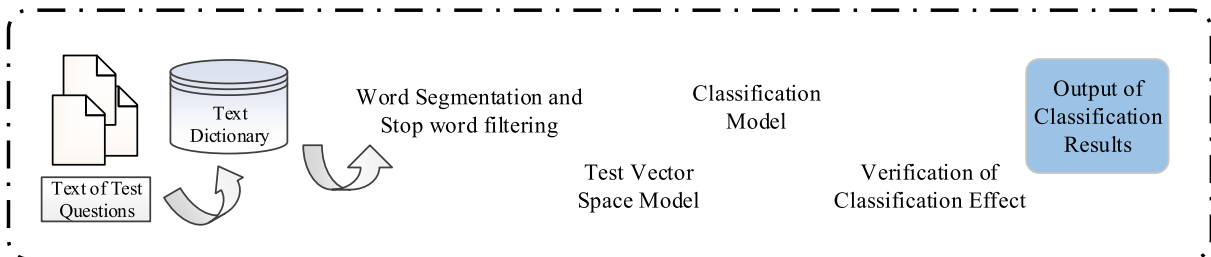 Text of Test
Questions
Text
Dictionary
Word Segmentation and
Stop word filtering
Test Vector
Space Model
Classification
Model
Verification of
Classification Effect
Output of
Classification
Results